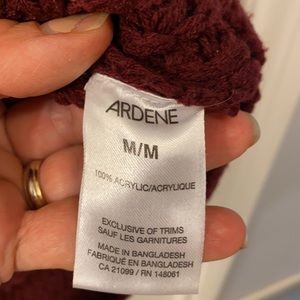 ARDENE
M/M
100% ACRYLIC/ACRYLIQUE
EXCLUSIVE OF TRIMS
SAUF LES GARNITURES
MADE IN BANGLADESH
FABRIQUÉ EN BANGLADESH
CA 21099 / RN 148061